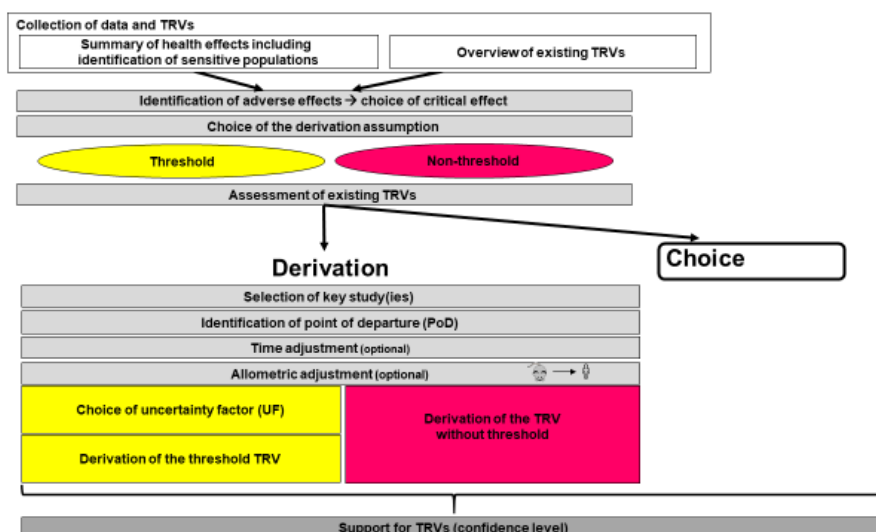 Collection of data and TRVs
Summary of health effects including
identification of sensitive populations
Overview of existing TRVs
Identification of adverse effects → choice of critical effect
Choice of the derivation assumption
Threshold
Non-threshold
Assessment of existing TRVs
Derivation
Choice
Selection of key study(ies)
Identification of point of departure (PoD)
Time adjustment (optional)
Allometric adjustment (optional)
Choice of uncertainty factor (UF)
Derivation of the threshold TRV
Derivation of the TRV
without threshold
Support for TRVs (confidence level)